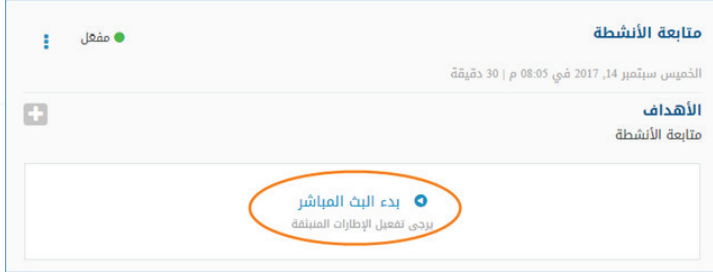 متابعة الأنشطة
مفعّل
الخميس سبتمبر 14, 2017 في 08:05 م | 30 دقيقة
الأهداف
متابعة الأنشطة
بدء البث المباشر
يرجى تفعيل الإطارات المنبثقة